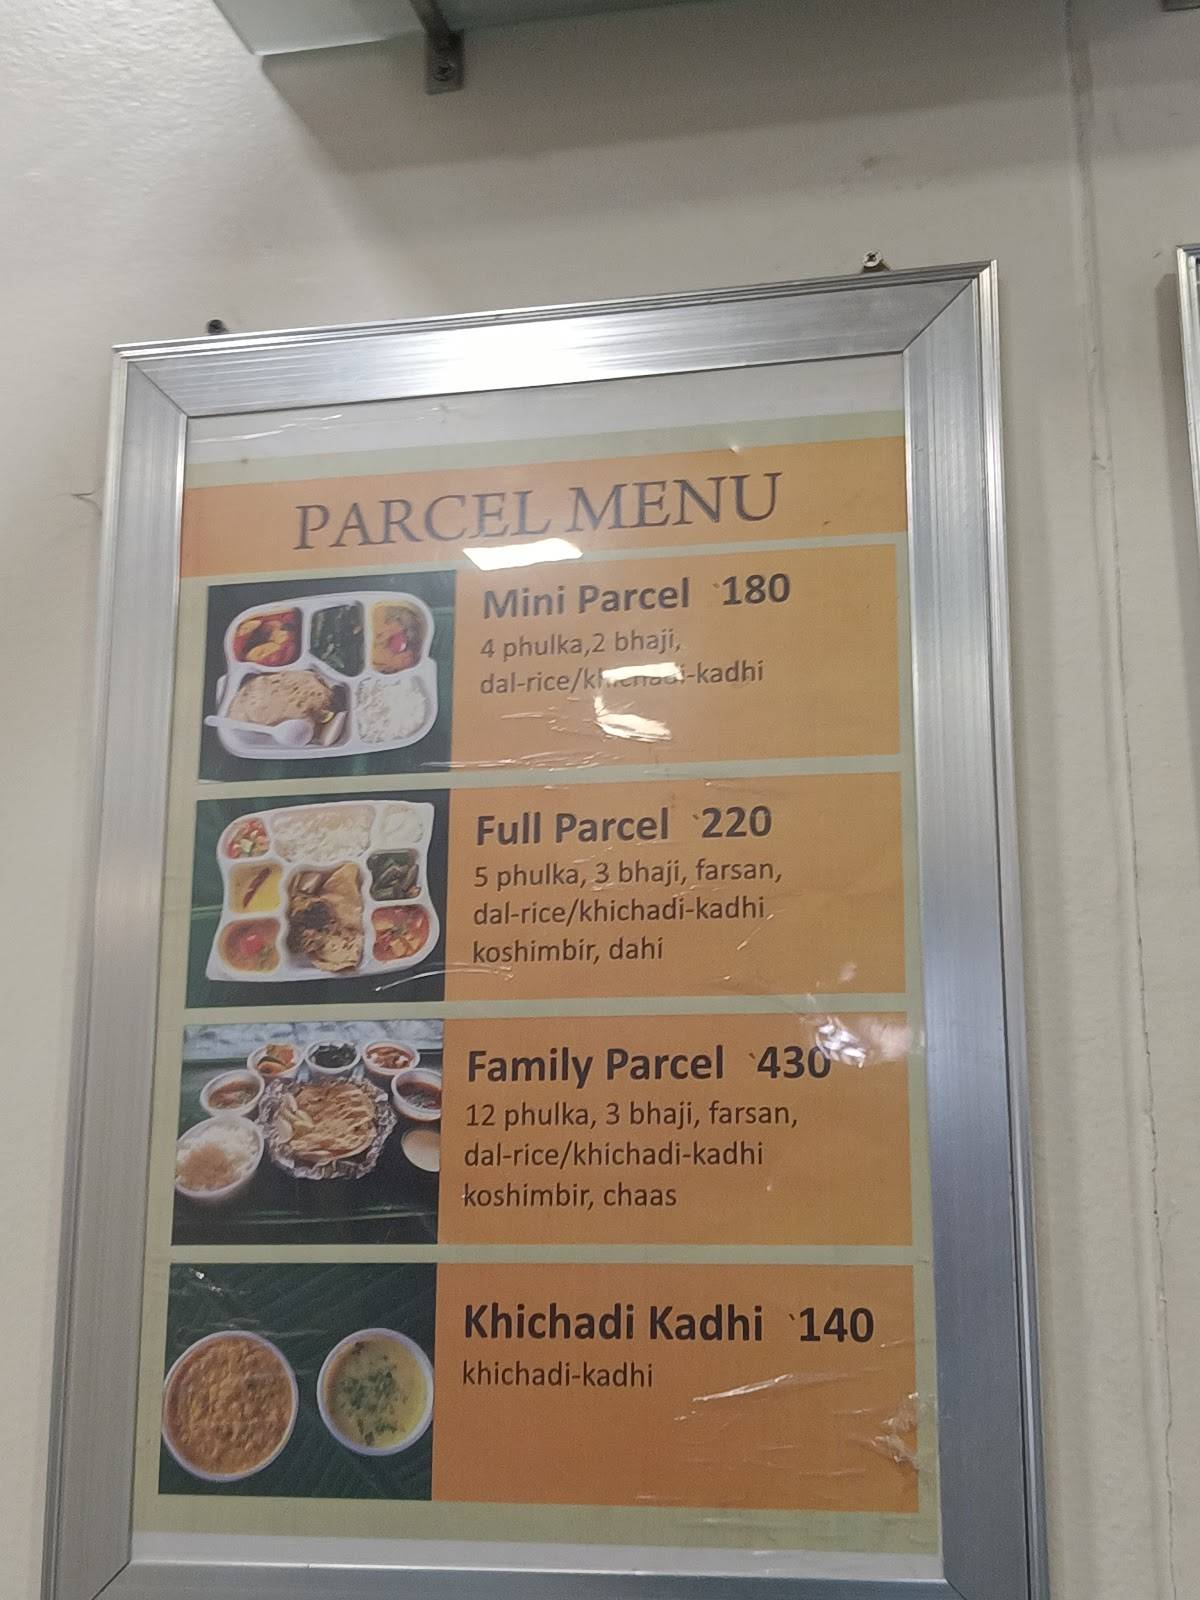 PARCEL MENU
Mini Parcel `180
4 phulka,2 bhaji,
dal-rice/khichadi-kadhi
Full Parcel `220
5 phulka, 3 bhaji, farsan,
dal-rice/khichadi-kadhi,
koshimbir, dahi
Family Parcel `430
12 phulka, 3 bhaji, farsan,
dal-rice/khichadi-kadhi
koshimbir, chaas
Khichadi Kadhi `140
khichadi-kadhi